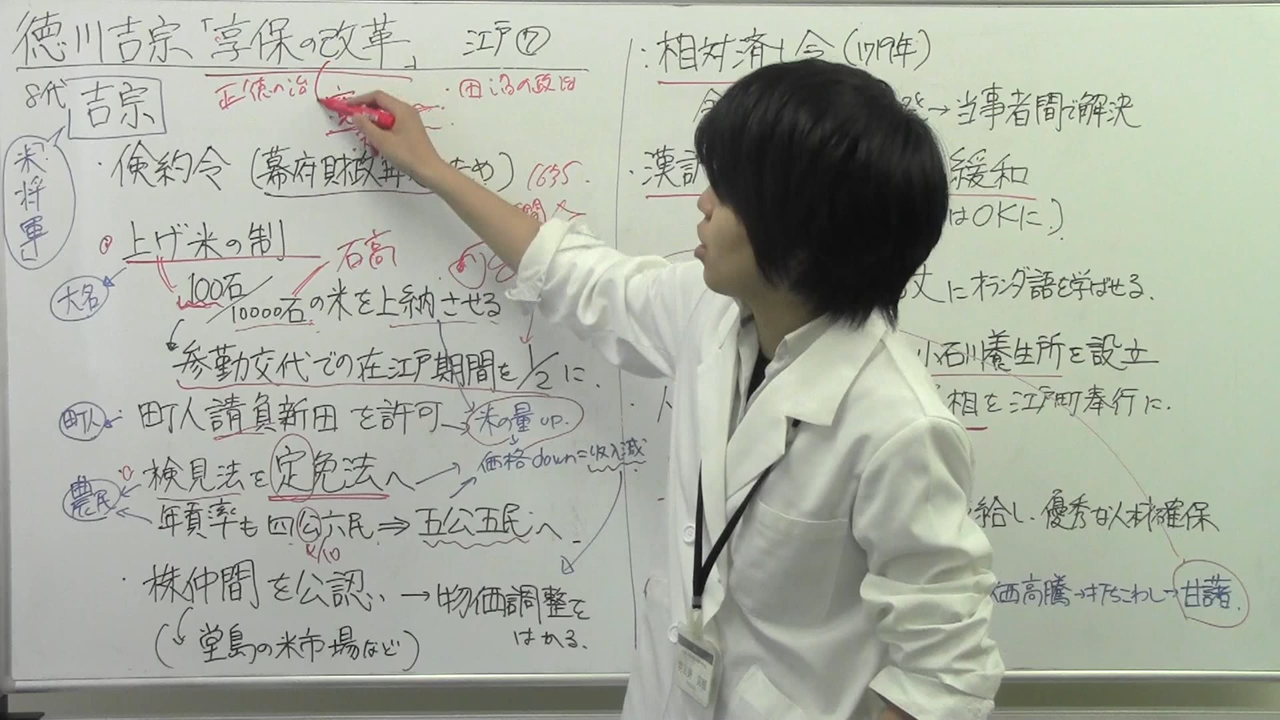 徳川吉宗「享保の改革」 江戸⑦
正徳の治
田沼の政治
8代 吉宗
「米将軍」
・倹約令(幕府財政再 ため)
1635
上げ米の制
石高
大名
100石/10000石の米を上納させる
参勤交代での在江戸期間を1/2に、
町人
町人請負新田を許可
米の量up.
価格down=収入減
農民
検見法を定免法へ
年貢率も四公六民⇒五公五民へ
4/10
・株仲間を公認、→物価調整を
はかる、
(堂島の米市場など)
・相対済し令(1719年)
→当事者間で解決
・漢訳
緩和
はOKに)
丈にオランダ語を学ばせる、
小石川養生所を設立
相を江戸町奉行に、
給し、優秀な人材確保
価高騰→打ちこわし→甘藷、